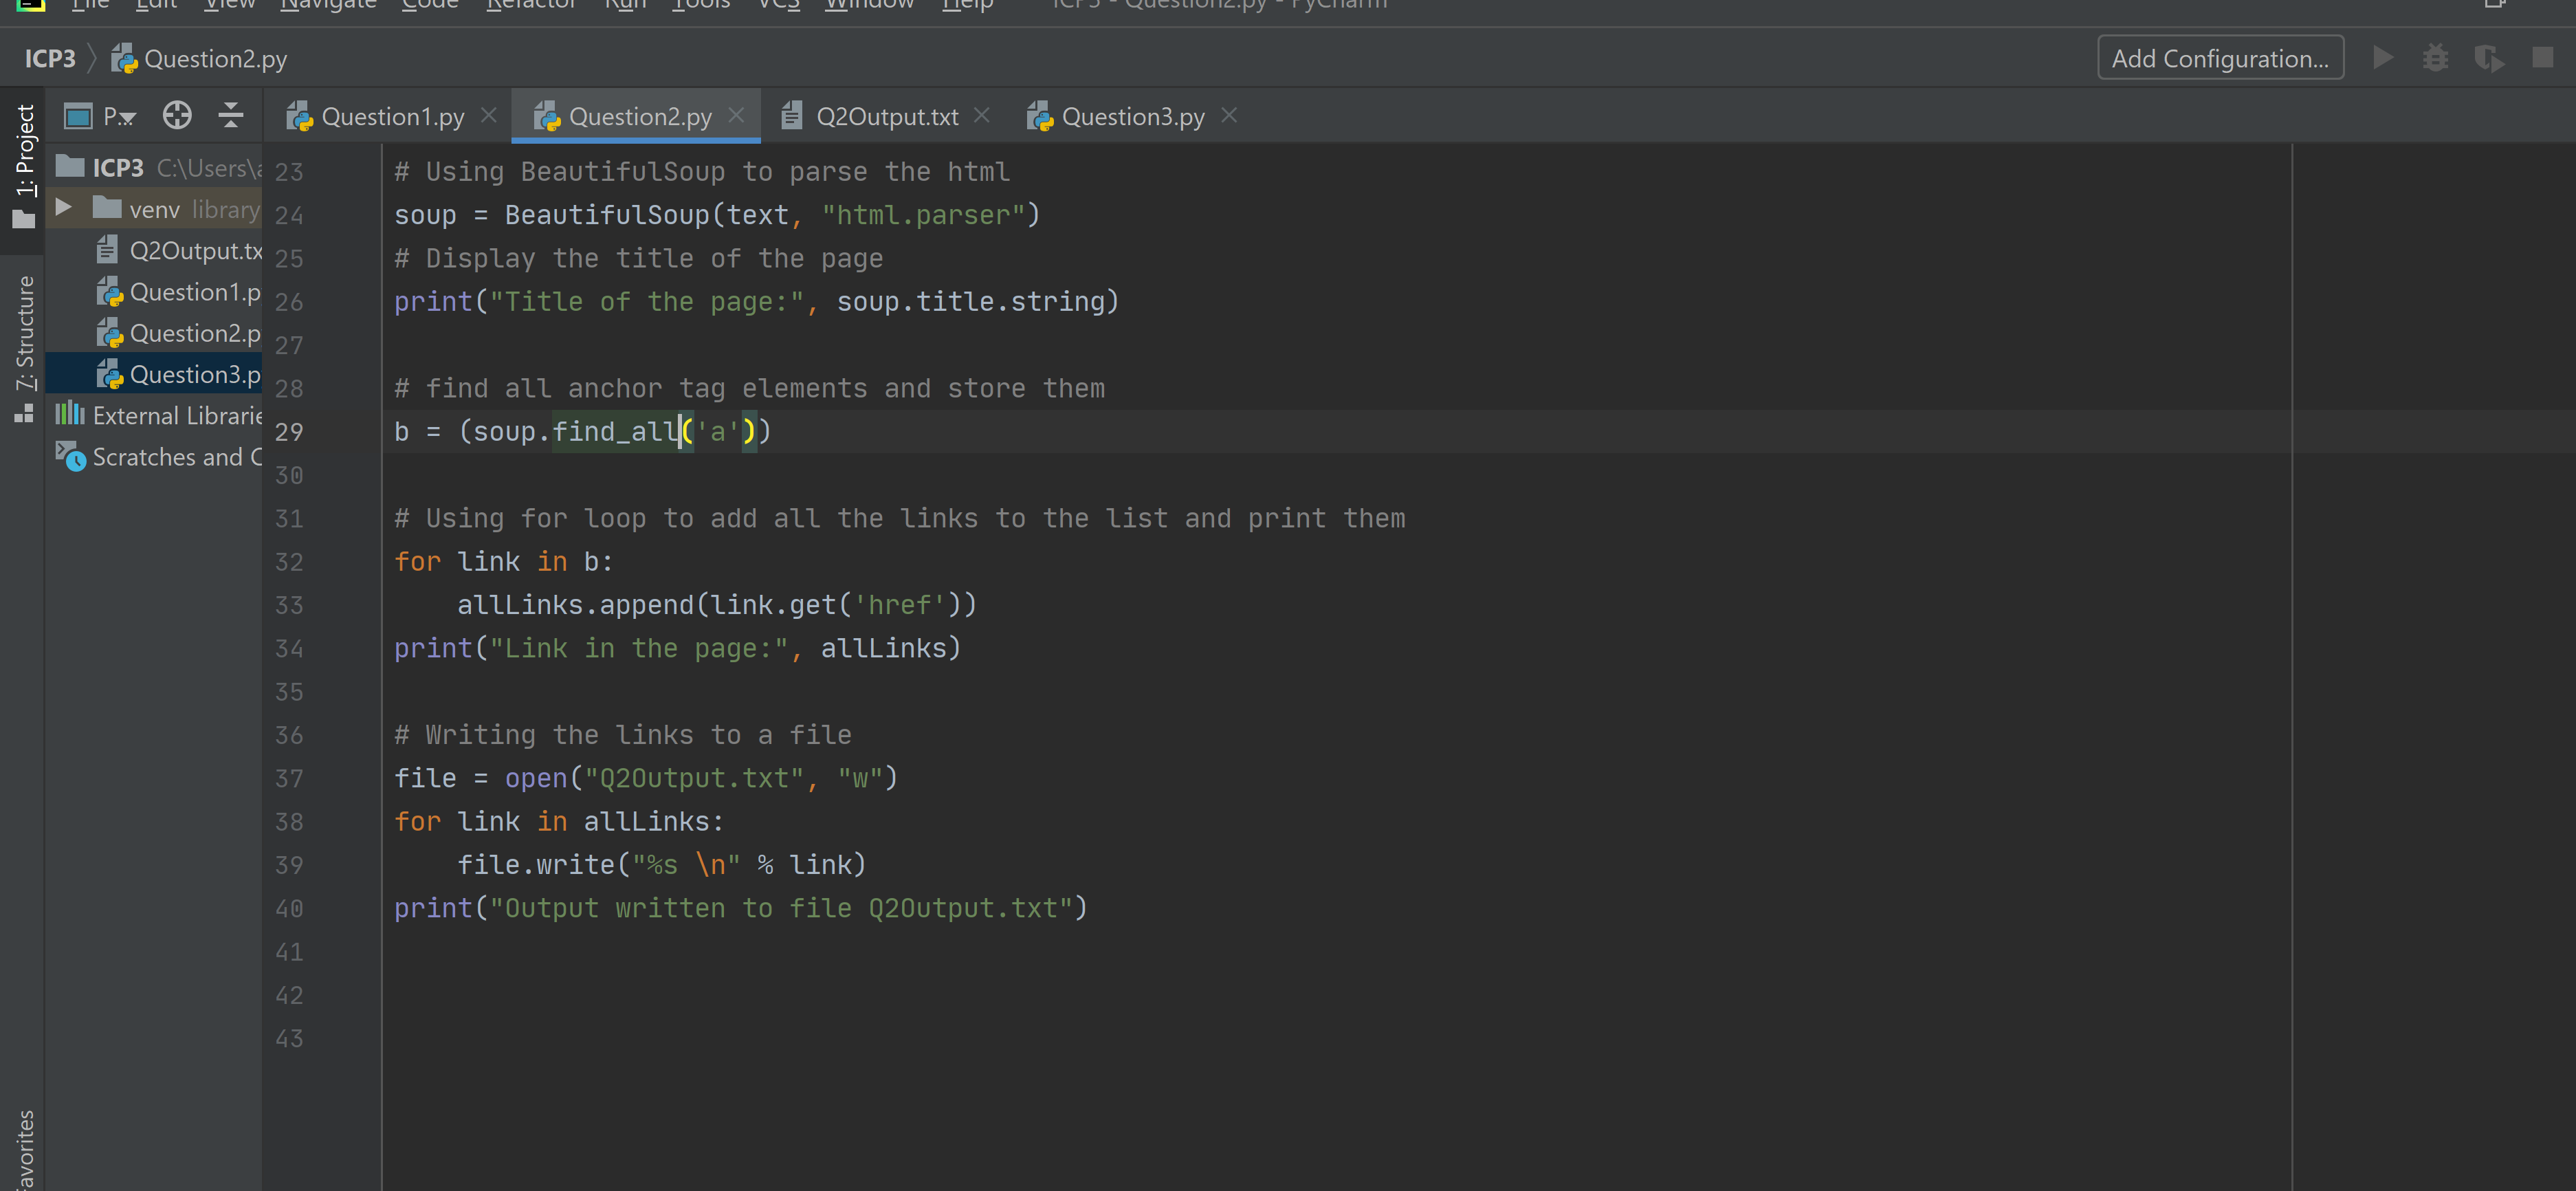 File Edit View Navigate Code Refactor Run Tools VCS Window Help ICP3 - Question2.py - PyCharm
ICP3 Question2.py Add Configuration...
1: Project
7: Structure
P...
Question1.py Question2.py Q2Output.txt Question3.py
ICP3 C:\Users\
venv library
Q2Output.tx
Question1.p
Question2.p
Question3.p
External Librarie
Scratches and
23 # Using BeautifulSoup to parse the html
24 soup = BeautifulSoup(text, "html.parser")
25 # Display the title of the page
26 print("Title of the page:", soup.title.string)
27
28 # find all anchor tag elements and store them
29 b = (soup.find_all('a'))
30
31 # Using for loop to add all the links to the list and print them
32 for link in b:
33     allLinks.append(link.get('href'))
34 print("Link in the page:", allLinks)
35
36 # Writing the links to a file
37 file = open("Q2Output.txt", "w")
38 for link in allLinks:
39     file.write("%s \n" % link)
40 print("Output written to file Q2Output.txt")
41
42
43
avorites